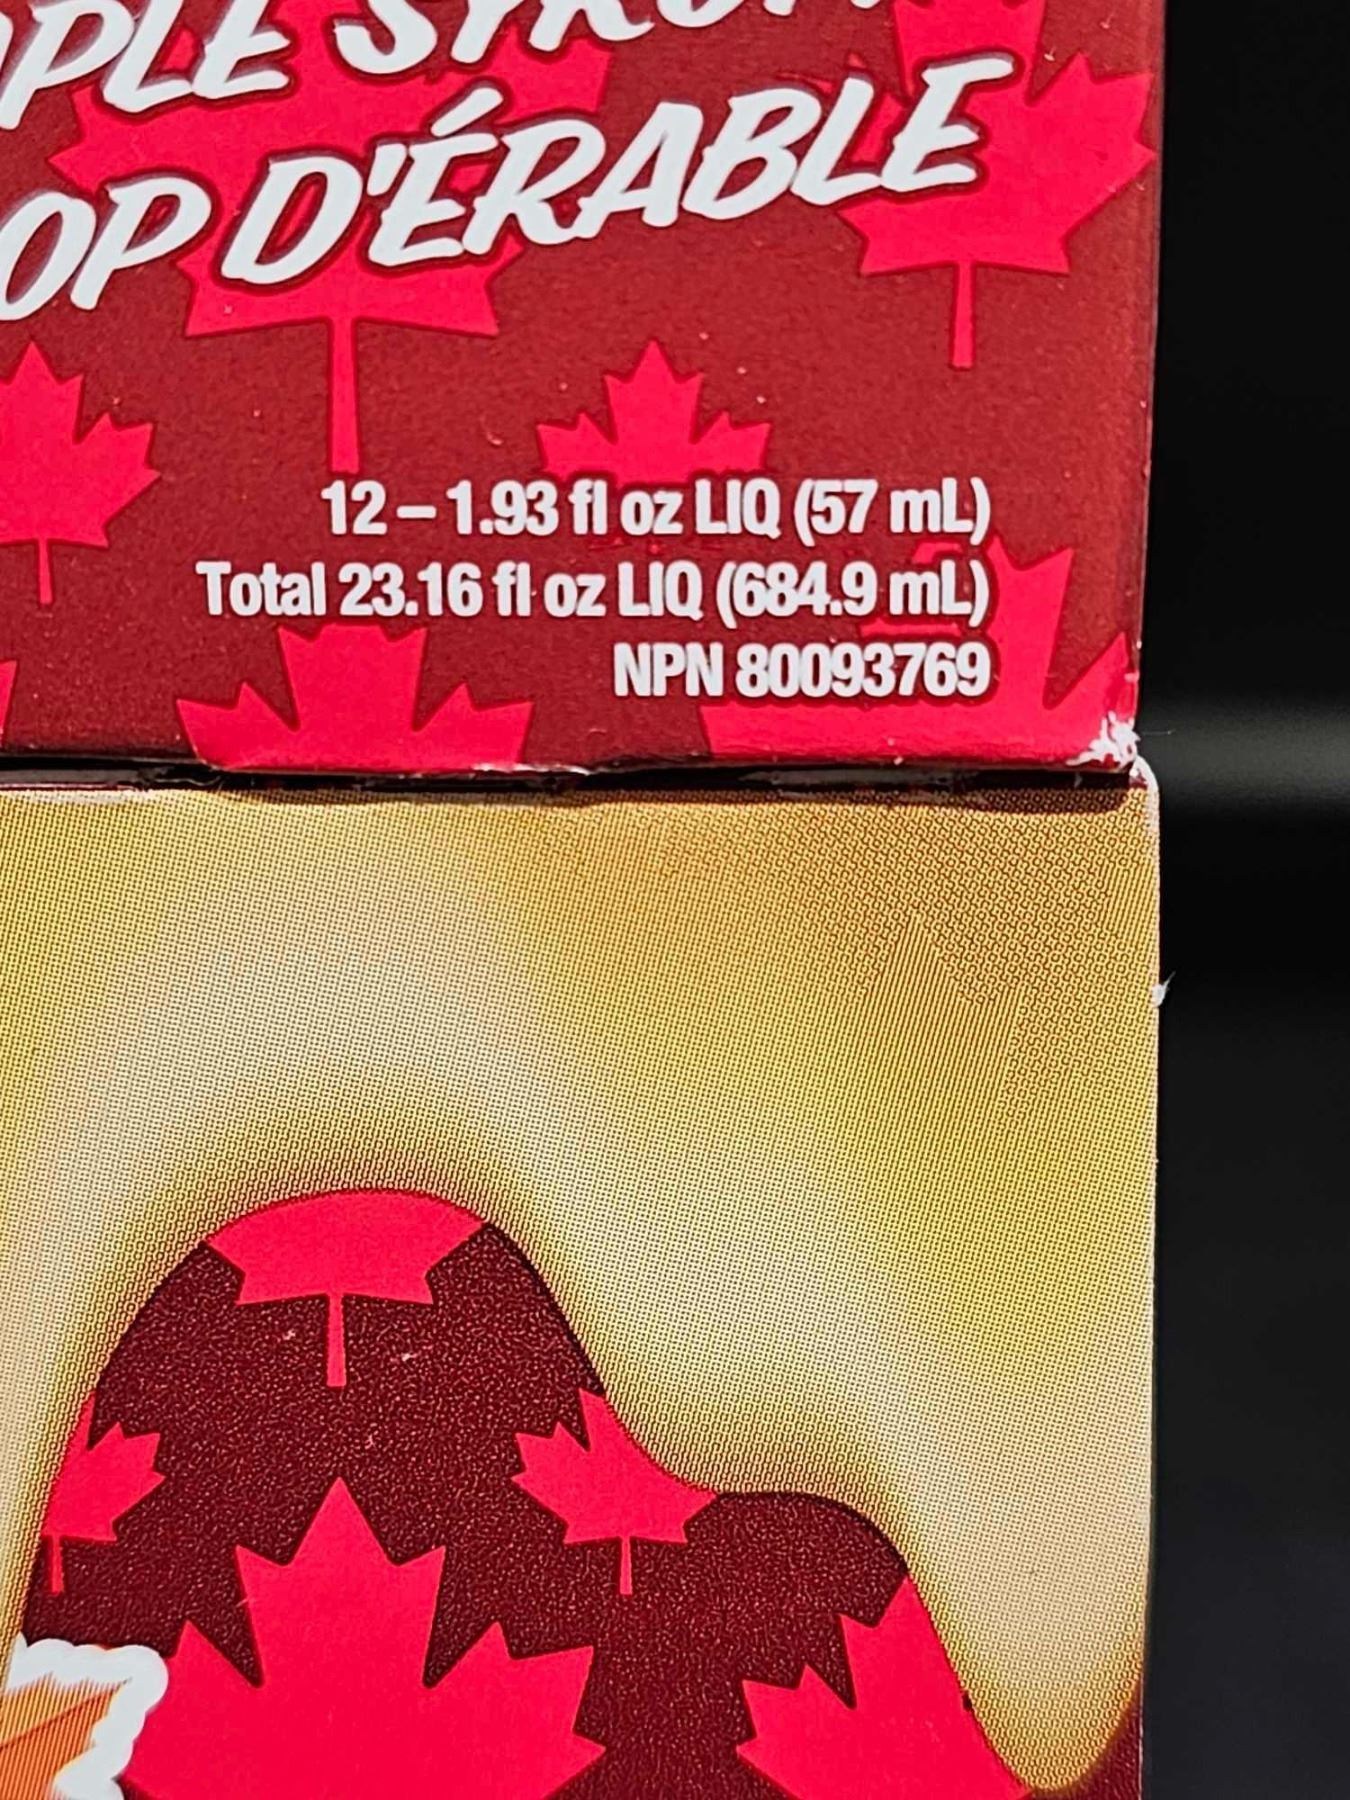 D'ÉRABLE
12 – 1.93 fl oz LIQ (57 mL)
Total 23.16 fl oz LIQ (684.9 mL)
NPN 80093769